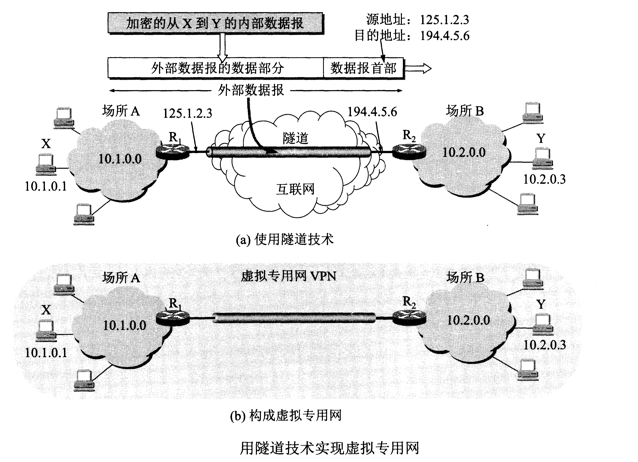 加密的从 X 到 Y 的内部数据报
源地址：125.1.2.3
目的地址：194.4.5.6
外部数据报的数据部分
数据报首部
外部数据报
场所 A
125.1.2.3
194.4.5.6
场所 B
X
R1
隧道
R2
Y
10.1.0.0
10.2.0.0
10.1.0.1
互联网
10.2.0.3
(a) 使用隧道技术
场所 A
虚拟专用网 VPN
场所 B
X
R1
R2
Y
10.1.0.0
10.2.0.0
10.1.0.1
10.2.0.3
(b) 构成虚拟专用网
用隧道技术实现虚拟专用网